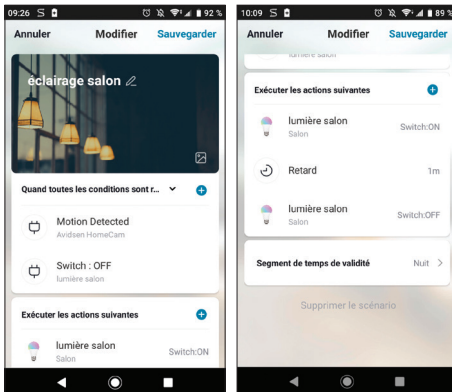 09:26 S 92 %
Annuler Modifier Sauvegarder
éclairage salon
Quand toutes les conditions sont r...
Motion Detected
Avidsen HomeCam
Switch : OFF
lumière salon
Exécuter les actions suivantes
lumière salon
Switch:ON
Salon
10:09 S 89 %
Annuler Modifier Sauvegarder
lumière salon
Exécuter les actions suivantes
lumière salon
Switch:ON
Salon
Retard 1m
lumière salon
Switch:OFF
Salon
Segment de temps de validité Nuit
Supprimer le scénario